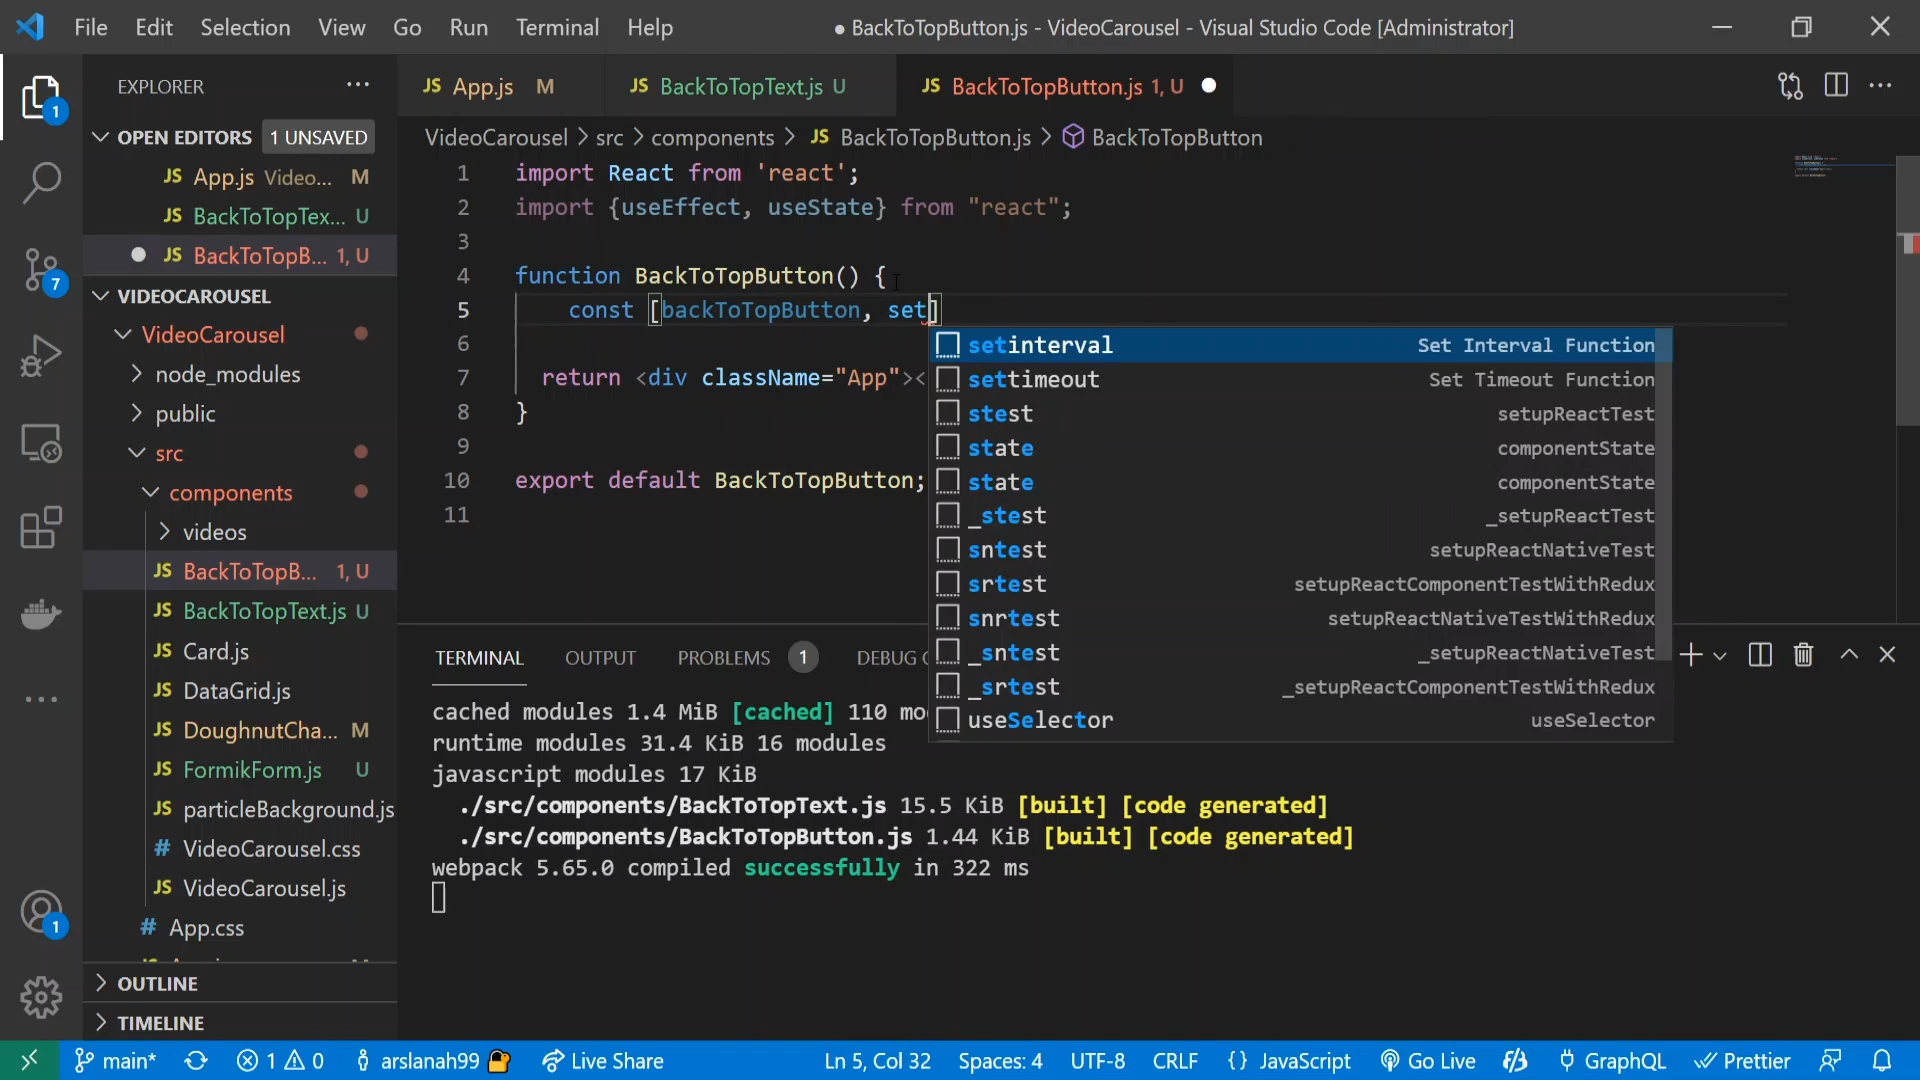 File Edit Selection View Go Run Terminal Help
● BackToTopButton.js - VideoCarousel - Visual Studio Code [Administrator]
EXPLORER
JS App.js M
JS BackToTopText.js U
JS BackToTopButton.js 1, U
OPEN EDITORS 1 UNSAVED
JS App.js Video... M
JS BackToTopTex... U
JS BackToTopB... 1, U
VIDEOCAROUSEL
VideoCarousel
node_modules
public
src
components
videos
JS BackToTopB... 1, U
JS BackToTopText.js U
JS Card.js
JS DataGrid.js
JS DoughnutCha... M
JS FormikForm.js U
JS particleBackground.js
# VideoCarousel.css
JS VideoCarousel.js
# App.css
OUTLINE
TIMELINE
1
7
1
VideoCarousel > src > components > JS BackToTopButton.js > BackToTopButton
1 import React from 'react';
2 import {useEffect, useState} from "react";
3
4 function BackToTopButton() {
5 const [backToTopButton, set]
6
7 return <div className="App"><
8 }
9
10 export default BackToTopButton;
11
setinterval Set Interval Function
settimeout Set Timeout Function
stest setupReactTest
state componentState
state componentState
_stest _setupReactTest
sntest setupReactNativeTest
srtest setupReactComponentTestWithRedux
snrtest setupReactNativeTestWithRedux
_sntest _setupReactNativeTest
_srtest _setupReactComponentTestWithRedux
useSelector useSelector
TERMINAL OUTPUT PROBLEMS 1 DEBUG
cached modules 1.4 MiB [cached] 110 mo
runtime modules 31.4 KiB 16 modules
javascript modules 17 KiB
./src/components/BackToTopText.js 15.5 KiB [built] [code generated]
./src/components/BackToTopButton.js 1.44 KiB [built] [code generated]
webpack 5.65.0 compiled successfully in 322 ms
main* 1 0 arslanah99 Live Share Ln 5, Col 32 Spaces: 4 UTF-8 CRLF {} JavaScript Go Live GraphQL Prettier